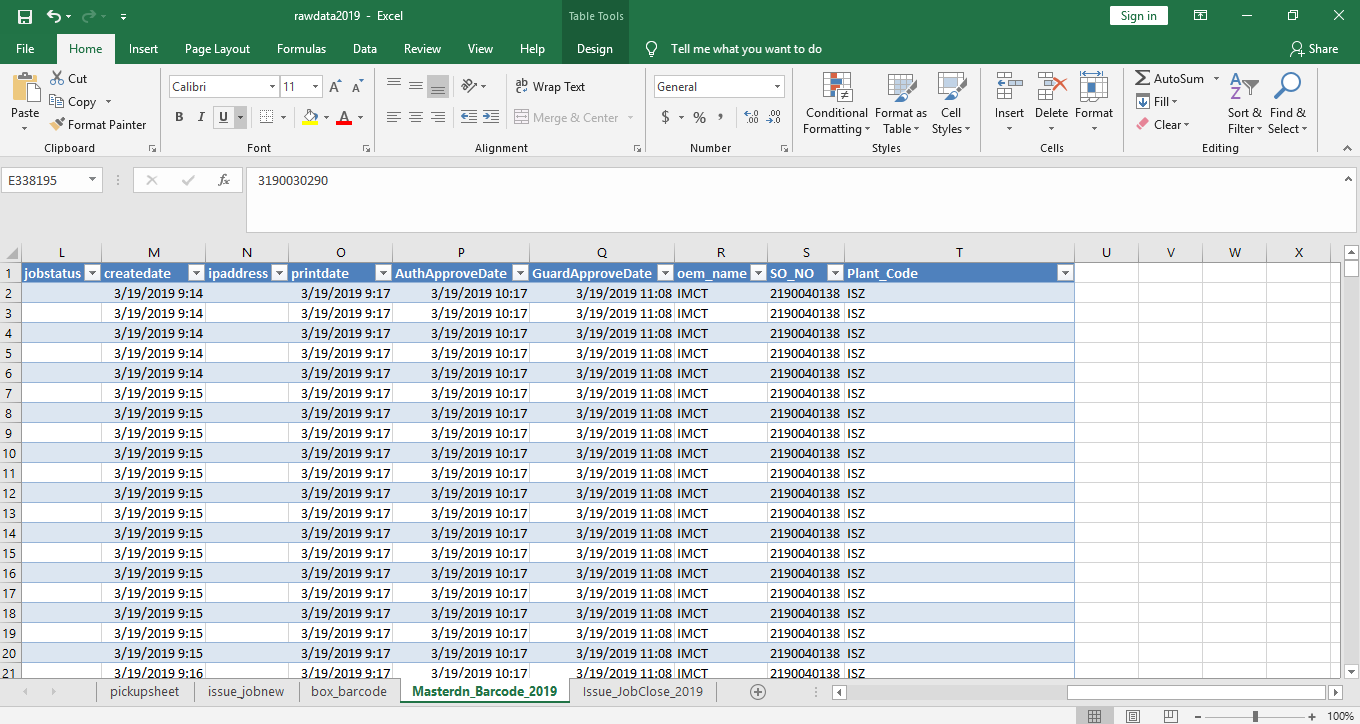 rawdata2019 - Excel
Table Tools
Sign in
File Home Insert Page Layout Formulas Data Review View Help Design Tell me what you want to do Share
Paste
Cut
Copy
Format Painter
Clipboard
Calibri 11
B I U
A A
A
Font
ab Wrap Text
Merge & Center
Alignment
General
$ % ,
.0 .00
.00 .0
Number
Conditional Formatting
Format as Table
Cell Styles
Styles
Insert Delete Format
Cells
AutoSum
Fill
Clear
Sort & Filter
Find & Select
Editing
E338195 fx 3190030290
L M N O P Q R S T U V W X
1 jobstatus createdate ipaddress printdate AuthApproveDate GuardApproveDate oem_name SO_NO Plant_Code
2 3/19/2019 9:14 3/19/2019 9:17 3/19/2019 10:17 3/19/2019 11:08 IMCT 2190040138 ISZ
3 3/19/2019 9:14 3/19/2019 9:17 3/19/2019 10:17 3/19/2019 11:08 IMCT 2190040138 ISZ
4 3/19/2019 9:14 3/19/2019 9:17 3/19/2019 10:17 3/19/2019 11:08 IMCT 2190040138 ISZ
5 3/19/2019 9:14 3/19/2019 9:17 3/19/2019 10:17 3/19/2019 11:08 IMCT 2190040138 ISZ
6 3/19/2019 9:14 3/19/2019 9:17 3/19/2019 10:17 3/19/2019 11:08 IMCT 2190040138 ISZ
7 3/19/2019 9:15 3/19/2019 9:17 3/19/2019 10:17 3/19/2019 11:08 IMCT 2190040138 ISZ
8 3/19/2019 9:15 3/19/2019 9:17 3/19/2019 10:17 3/19/2019 11:08 IMCT 2190040138 ISZ
9 3/19/2019 9:15 3/19/2019 9:17 3/19/2019 10:17 3/19/2019 11:08 IMCT 2190040138 ISZ
10 3/19/2019 9:15 3/19/2019 9:17 3/19/2019 10:17 3/19/2019 11:08 IMCT 2190040138 ISZ
11 3/19/2019 9:15 3/19/2019 9:17 3/19/2019 10:17 3/19/2019 11:08 IMCT 2190040138 ISZ
12 3/19/2019 9:15 3/19/2019 9:17 3/19/2019 10:17 3/19/2019 11:08 IMCT 2190040138 ISZ
13 3/19/2019 9:15 3/19/2019 9:17 3/19/2019 10:17 3/19/2019 11:08 IMCT 2190040138 ISZ
14 3/19/2019 9:15 3/19/2019 9:17 3/19/2019 10:17 3/19/2019 11:08 IMCT 2190040138 ISZ
15 3/19/2019 9:15 3/19/2019 9:17 3/19/2019 10:17 3/19/2019 11:08 IMCT 2190040138 ISZ
16 3/19/2019 9:15 3/19/2019 9:17 3/19/2019 10:17 3/19/2019 11:08 IMCT 2190040138 ISZ
17 3/19/2019 9:15 3/19/2019 9:17 3/19/2019 10:17 3/19/2019 11:08 IMCT 2190040138 ISZ
18 3/19/2019 9:15 3/19/2019 9:17 3/19/2019 10:17 3/19/2019 11:08 IMCT 2190040138 ISZ
19 3/19/2019 9:15 3/19/2019 9:17 3/19/2019 10:17 3/19/2019 11:08 IMCT 2190040138 ISZ
20 3/19/2019 9:15 3/19/2019 9:17 3/19/2019 10:17 3/19/2019 11:08 IMCT 2190040138 ISZ
21 3/19/2019 9:16 3/19/2019 9:17 3/19/2019 10:17 3/19/2019 11:08 IMCT 2190040138 ISZ
pickupsheet issue_jobnew box_barcode Masterdn_Barcode_2019 Issue_JobClose_2019
100%